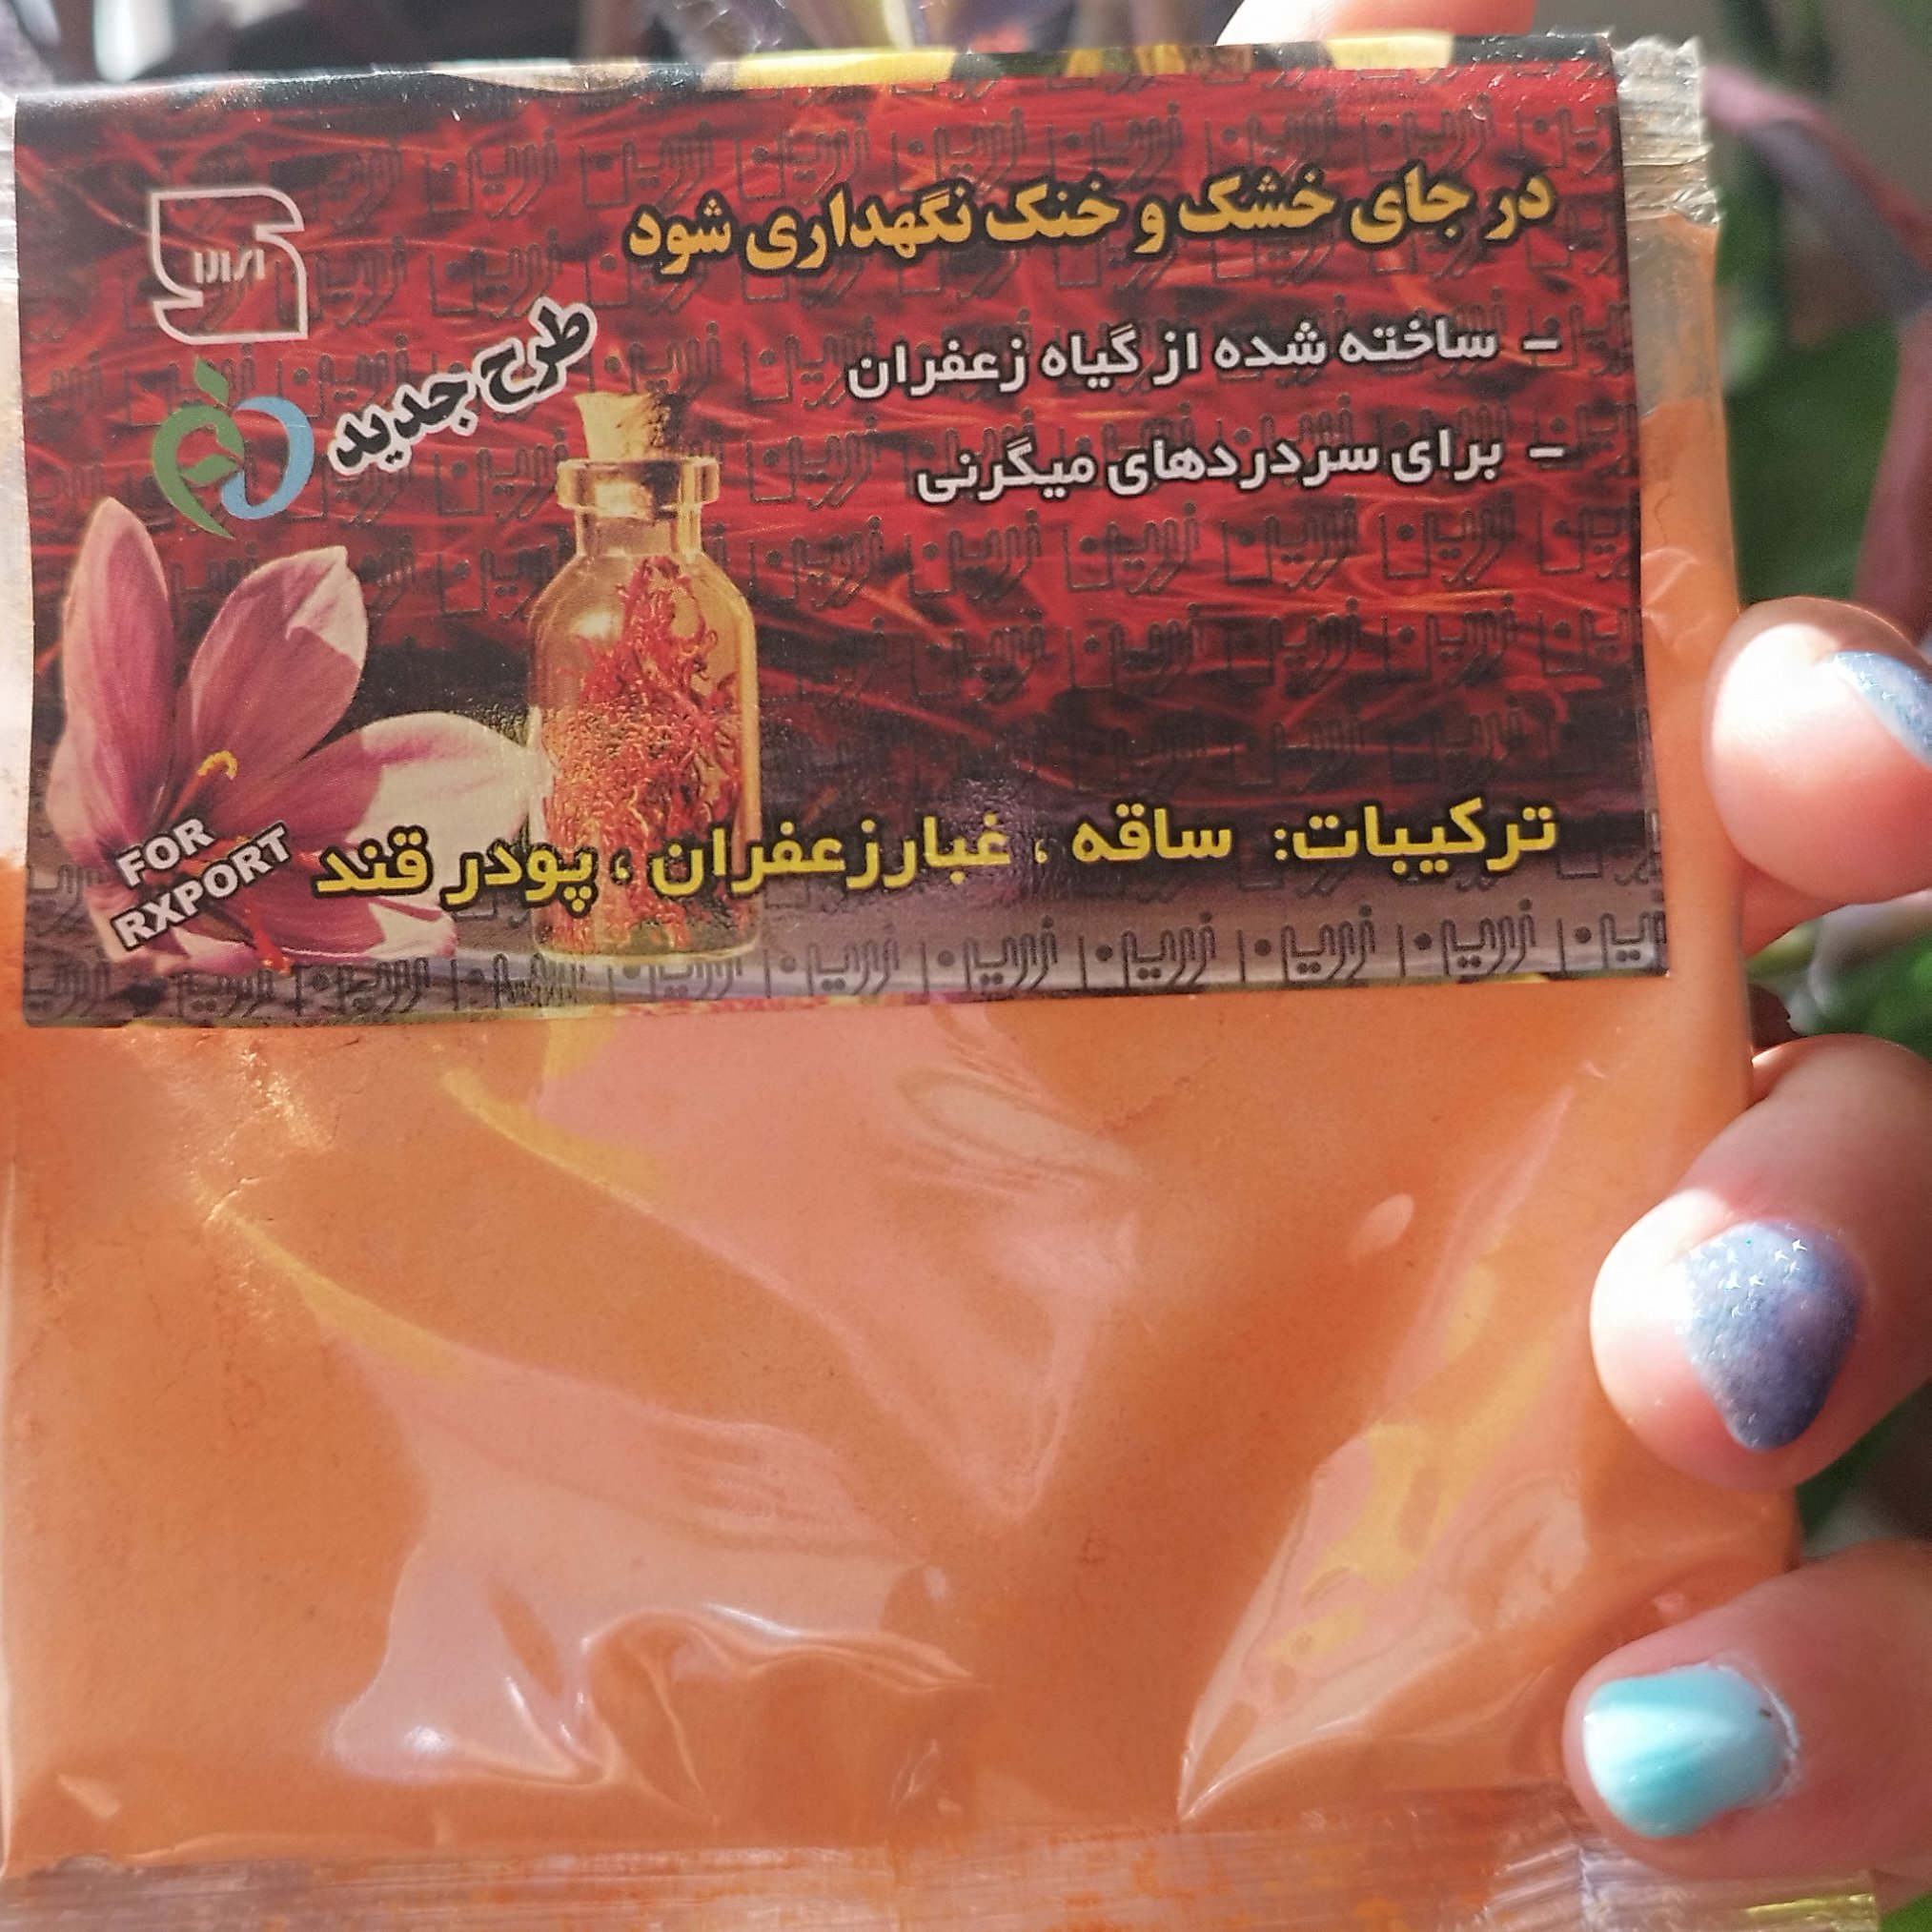 در جای خشک و خنک نگهداری شود
طرح جدید
- ساخته شده از گیاه زعفران
- برای سردردهای میگرنی
ترکیبات: ساقه ، غبارزعفران ، پودر قند
FOR
RXPORT